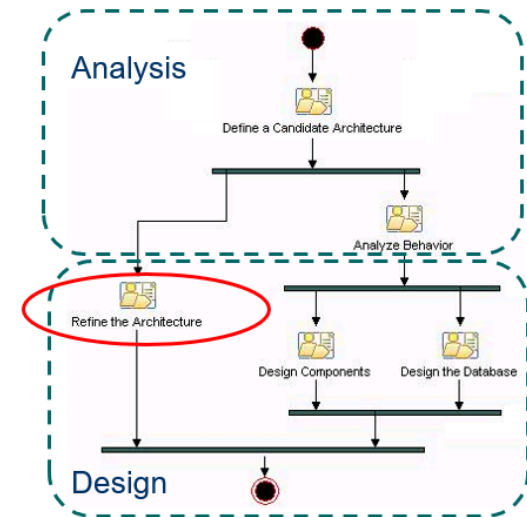 Analysis
Define a Candidate Architecture
Analyze Behavior
Refine the Architecture
Design Components
Design the Database
Design